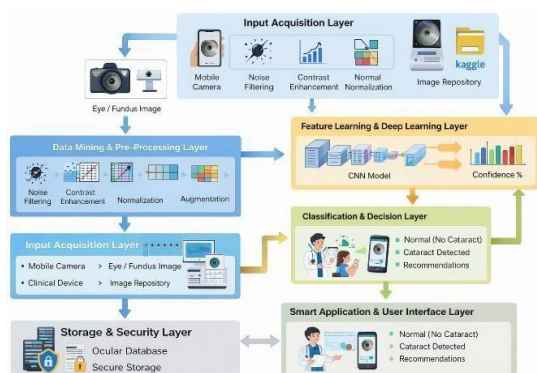 Input Acquisition Layer
Mobile Camera
Noise Filtering
Contrast Enhancement
Normal Normalization
Image Repository
kaggle
Eye / Fundus Image
Data Mining & Pre-Processing Layer
Noise Filtering
Contrast Enhancement
Normalization
Augmentation
Feature Learning & Deep Learning Layer
CNN Model
Confidence %
Input Acquisition Layer
• Mobile Camera > Eye / Fundus Image
• Clinical Device > Image Repository
Classification & Decision Layer
Normal (No Cataract)
Cataract Detected
Recommendations
Storage & Security Layer
Ocular Database
Secure Storage
Smart Application & User Interface Layer
Normal (No Cataract)
Cataract Detected
Recommendations